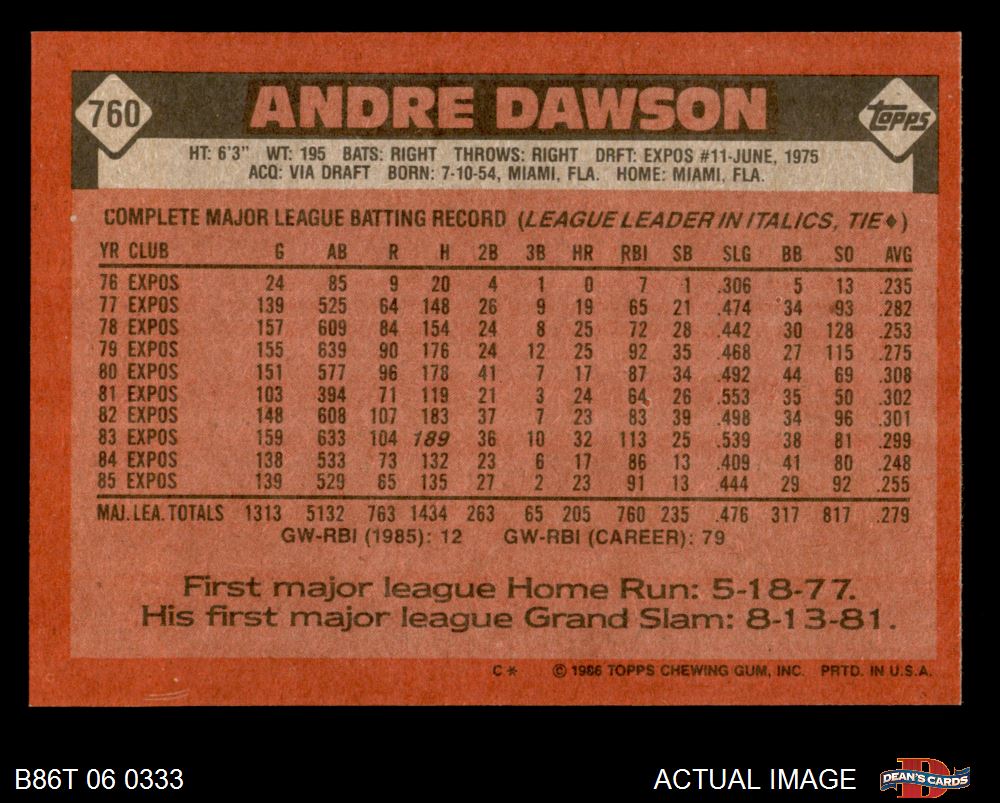 760 ANDRE DAWSON Topps
HT: 6'3" WT: 195 BATS: RIGHT THROWS: RIGHT DRFT: EXPOS #11-JUNE, 1975
ACQ: VIA DRAFT BORN: 7-10-54, MIAMI, FLA. HOME: MIAMI, FLA.
COMPLETE MAJOR LEAGUE BATTING RECORD (LEAGUE LEADER IN ITALICS, TIE◆)
YR CLUB G AB R H 2B 3B HR RBI SB SLG BB SO AVG
76 EXPOS 24 85 9 20 4 1 0 7 1 .306 5 13 .235
77 EXPOS 139 525 64 148 26 9 19 65 21 .474 34 93 .282
78 EXPOS 157 609 84 154 24 8 25 72 28 .442 30 128 .253
79 EXPOS 155 639 90 176 24 12 25 92 35 .468 27 115 .275
80 EXPOS 151 577 96 178 41 7 17 87 34 .492 44 69 .308
81 EXPOS 103 394 71 119 21 3 24 64 26 .553 35 50 .302
82 EXPOS 148 608 107 183 37 7 23 83 39 .498 34 96 .301
83 EXPOS 159 633 104 189 36 10 32 113 25 .539 38 81 .299
84 EXPOS 138 533 73 132 23 6 17 86 13 .409 41 80 .248
85 EXPOS 139 529 65 135 27 2 23 91 13 .444 29 92 .255
MAJ. LEA. TOTALS 1313 5132 763 1434 263 65 205 760 235 .476 317 817 .279
GW-RBI (1985): 12 GW-RBI (CAREER): 79
First major league Home Run: 5-18-77.
His first major league Grand Slam: 8-13-81.
C* © 1986 TOPPS CHEWING GUM, INC. PRTD. IN U.S.A.
B86T 06 0333 ACTUAL IMAGE D DEAN'S CARDS